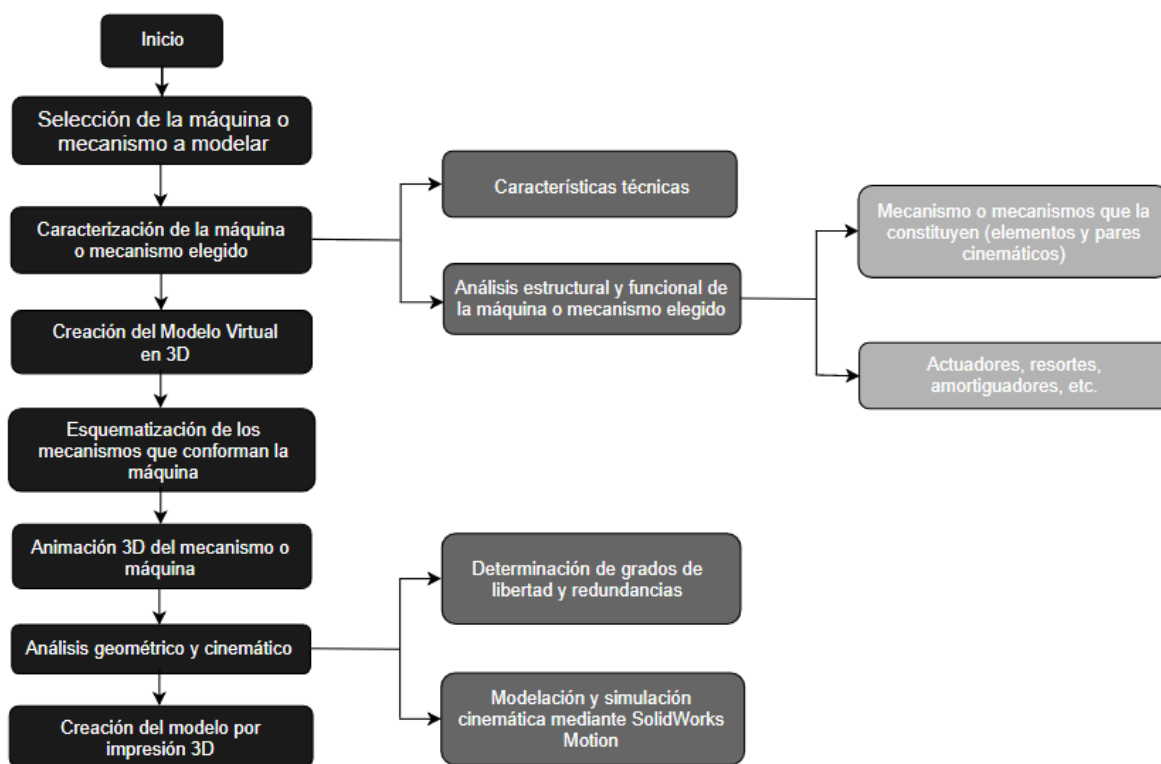 Inicio
Selección de la máquina o
mecanismo a modelar
Caracterización de la máquina
o mecanismo elegido
Características técnicas
Análisis estructural y funcional de
la máquina o mecanismo elegido
Mecanismo o mecanismos que la
constituyen (elementos y pares
cinemáticos)
Actuadores, resortes,
amortiguadores, etc.
Creación del Modelo Virtual
en 3D
Esquematización de los
mecanismos que conforman la
máquina
Animación 3D del mecanismo o
máquina
Análisis geométrico y cinemático
Determinación de grados de
libertad y redundancias
Modelación y simulación
cinemática mediante SolidWorks
Motion
Creación del modelo por
impresión 3D